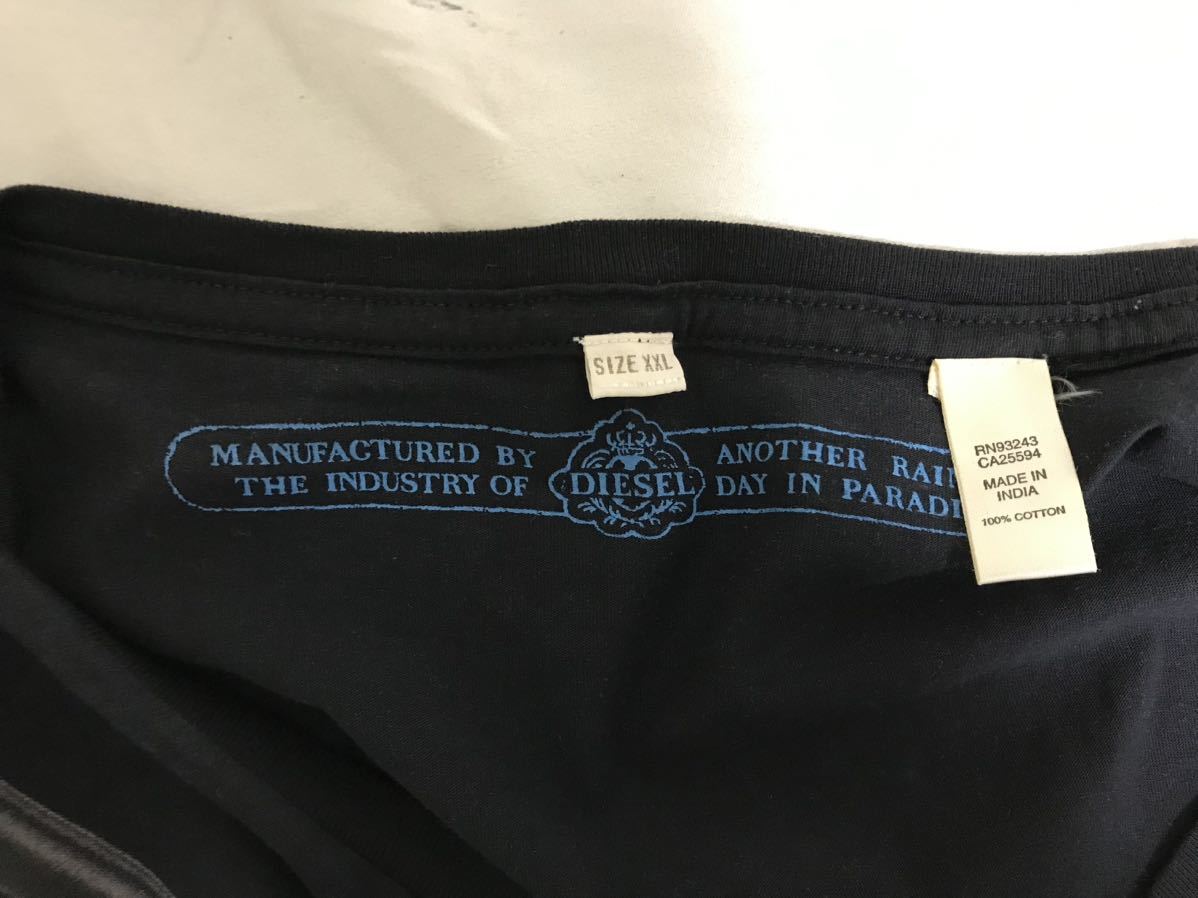 SIZE XXL
MANUFACTURED BY
THE INDUSTRY OF
DIESEL
ANOTHER
DAY IN
RN93243
CA25594
MADE IN
INDIA
100% COTTON